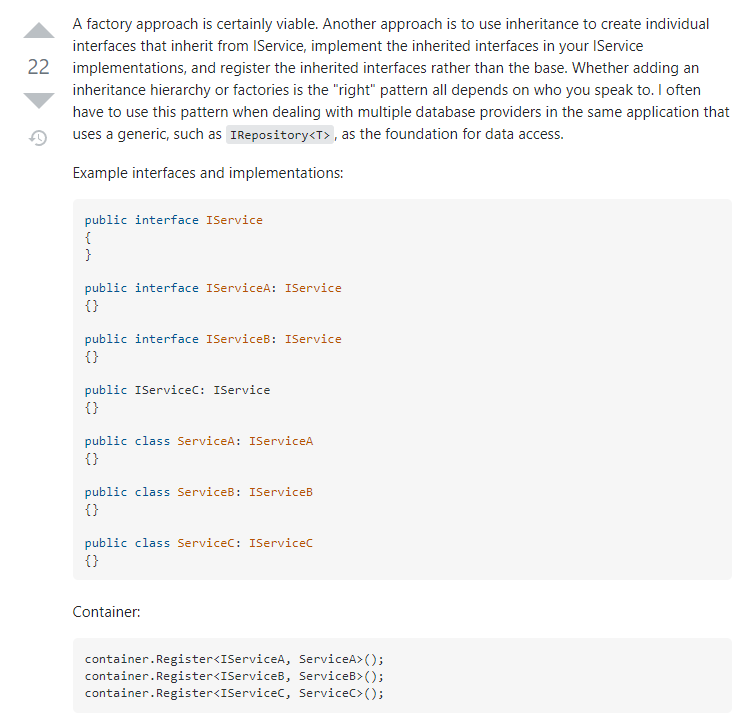 A factory approach is certainly viable. Another approach is to use inheritance to create individual
interfaces that inherit from IService, implement the inherited interfaces in your IService
22
implementations, and register the inherited interfaces rather than the base. Whether adding an
inheritance hierarchy or factories is the "right" pattern all depends on who you speak to. I often
have to use this pattern when dealing with multiple database providers in the same application that
uses a generic, such as IRepository<T>, as the foundation for data access.
Example interfaces and implementations:
public interface IService
{
}
public interface IServiceA: IService
{}
public interface IServiceB: IService
{}
public IServiceC: IService
{}
public class ServiceA: IServiceA
{}
public class ServiceB: IServiceB
{}
public class ServiceC: IServiceC
{}
Container:
container.Register<IServiceA, ServiceA>();
container.Register<IServiceB, ServiceB>();
container.Register<IServiceC, ServiceC>();